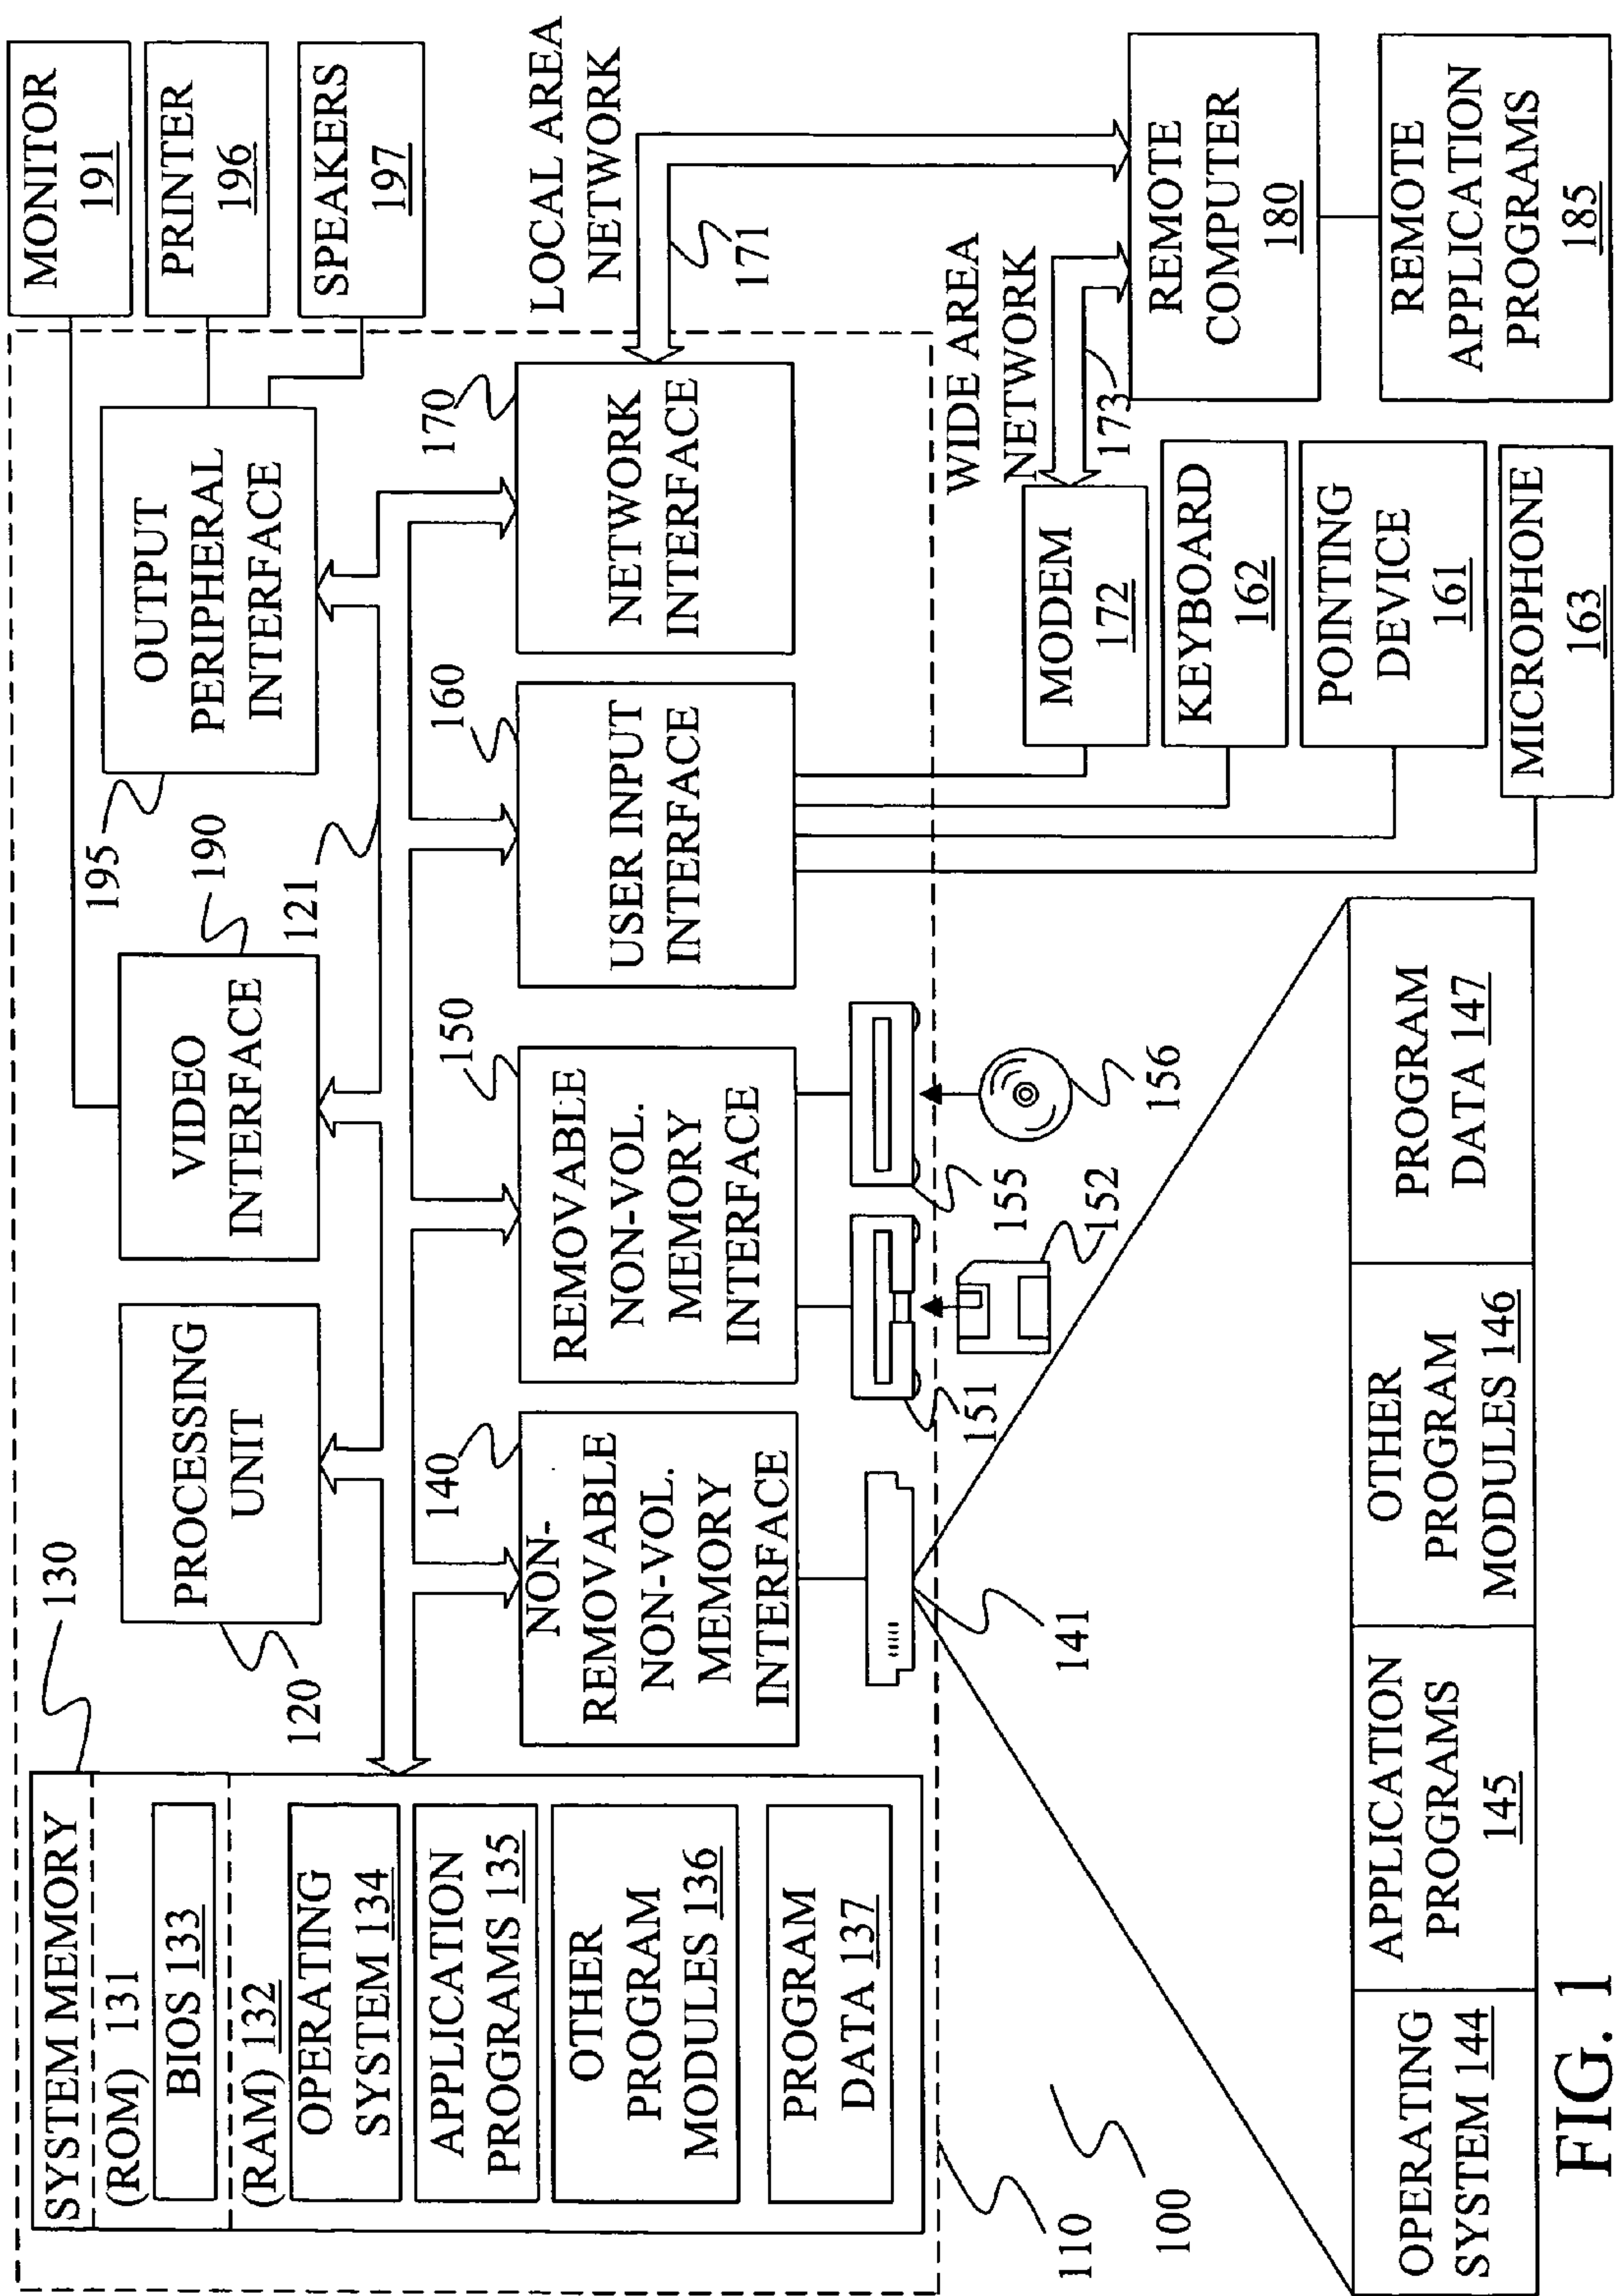 SYSTEM MEMORY
(ROM) 131
BIOS 133
(RAM) 132
OPERATING
SYSTEM 134
APPLICATION
PROGRAMS 135
OTHER
PROGRAM
MODULES 136
PROGRAM
DATA 137
130
PROCESSING
UNIT
120
VIDEO
INTERFACE
190
121
OUTPUT
PERIPHERAL
INTERFACE
195
MONITOR
191
PRINTER
196
SPEAKERS
197
NON-
REMOVABLE
NON-VOL.
MEMORY
INTERFACE
140
REMOVABLE
NON-VOL.
MEMORY
INTERFACE
150
USER INPUT
INTERFACE
160
NETWORK
INTERFACE
170
LOCAL AREA
NETWORK
171
141
151
152
155
156
WIDE AREA
NETWORK
173
MODEM
172
KEYBOARD
162
POINTING
DEVICE
161
MICROPHONE
163
REMOTE
COMPUTER
180
REMOTE
APPLICATION
PROGRAMS
185
110
100
OPERATING
SYSTEM 144
APPLICATION
PROGRAMS
145
OTHER
PROGRAM
MODULES 146
PROGRAM
DATA 147
FIG. 1